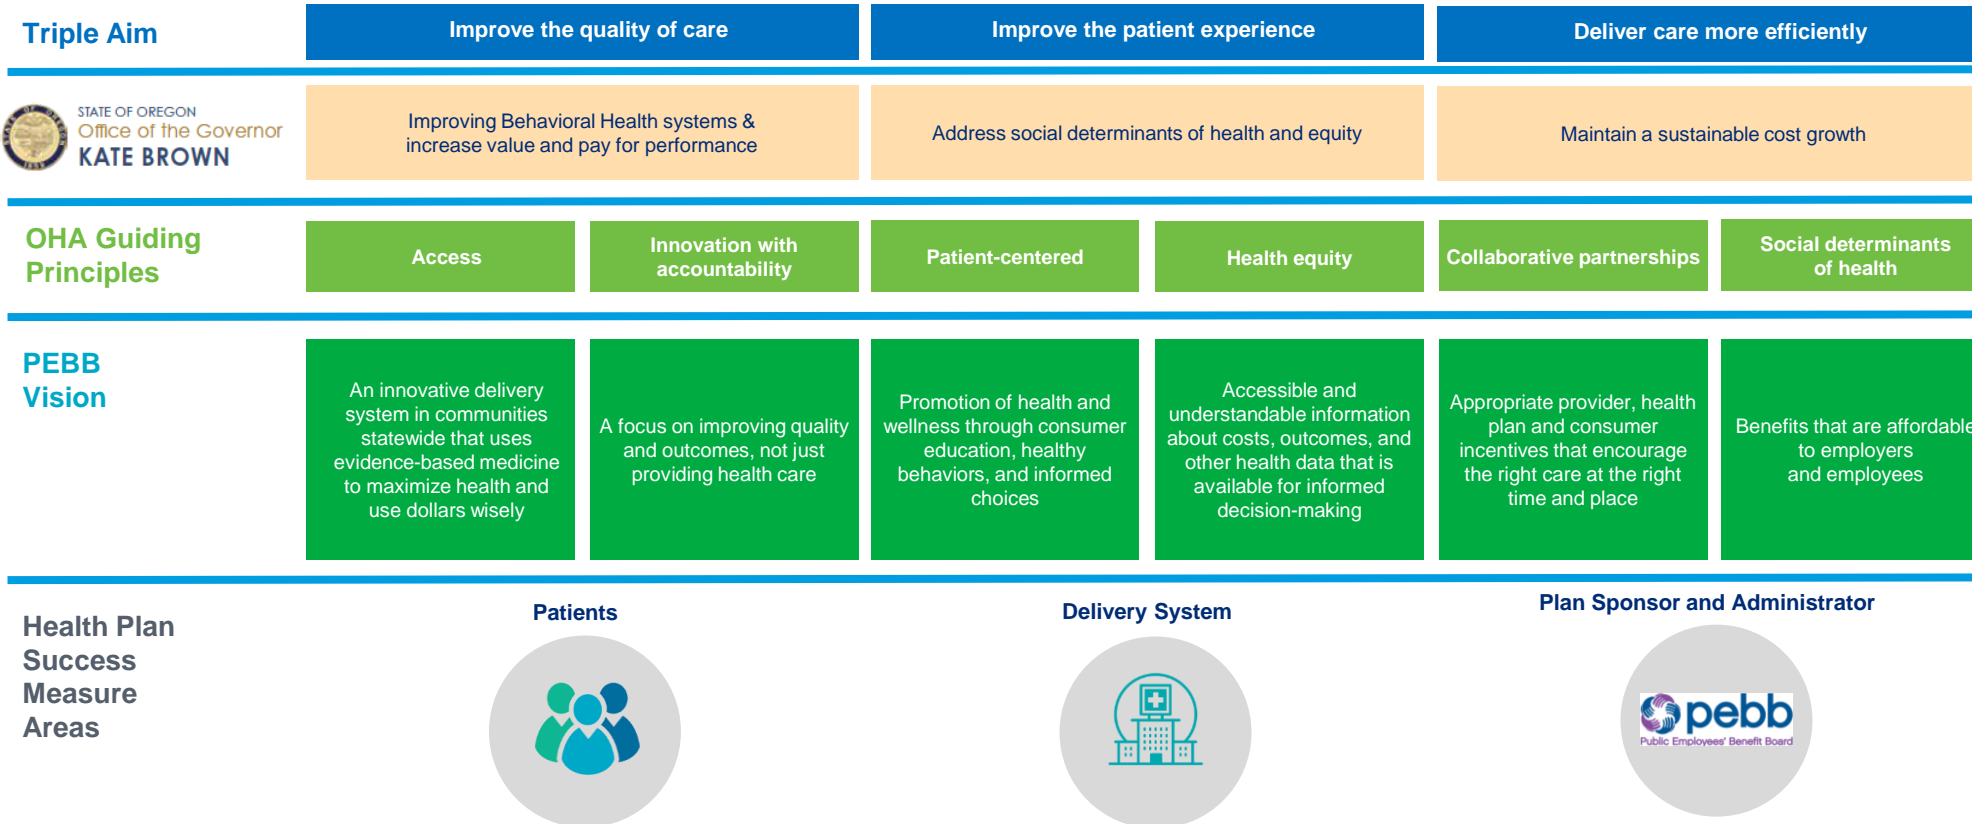 Triple Aim
Improve the quality of care
Improve the patient experience
Deliver care more efficiently
STATE OF OREGON
Office of the Governor
KATE BROWN
Improving Behavioral Health systems &
increase value and pay for performance
Address social determinants of health and equity
Maintain a sustainable cost growth
OHA Guiding
Principles
Access
Innovation with
accountability
Patient-centered
Health equity
Collaborative partnerships
Social determinants
of health
PEBB
Vision
An innovative delivery
system in communities
statewide that uses
evidence-based medicine
to maximize health and
use dollars wisely
A focus on improving quality
and outcomes, not just
providing health care
Promotion of health and
wellness through consumer
education, healthy
behaviors, and informed
choices
Accessible and
understandable information
about costs, outcomes, and
other health data that is
available for informed
decision-making
Appropriate provider, health
plan and consumer
incentives that encourage
the right care at the right
time and place
Benefits that are affordable
to employers
and employees
Health Plan
Success
Measure
Areas
Patients
Delivery System
Plan Sponsor and Administrator
pebb
Public Employees' Benefit Board